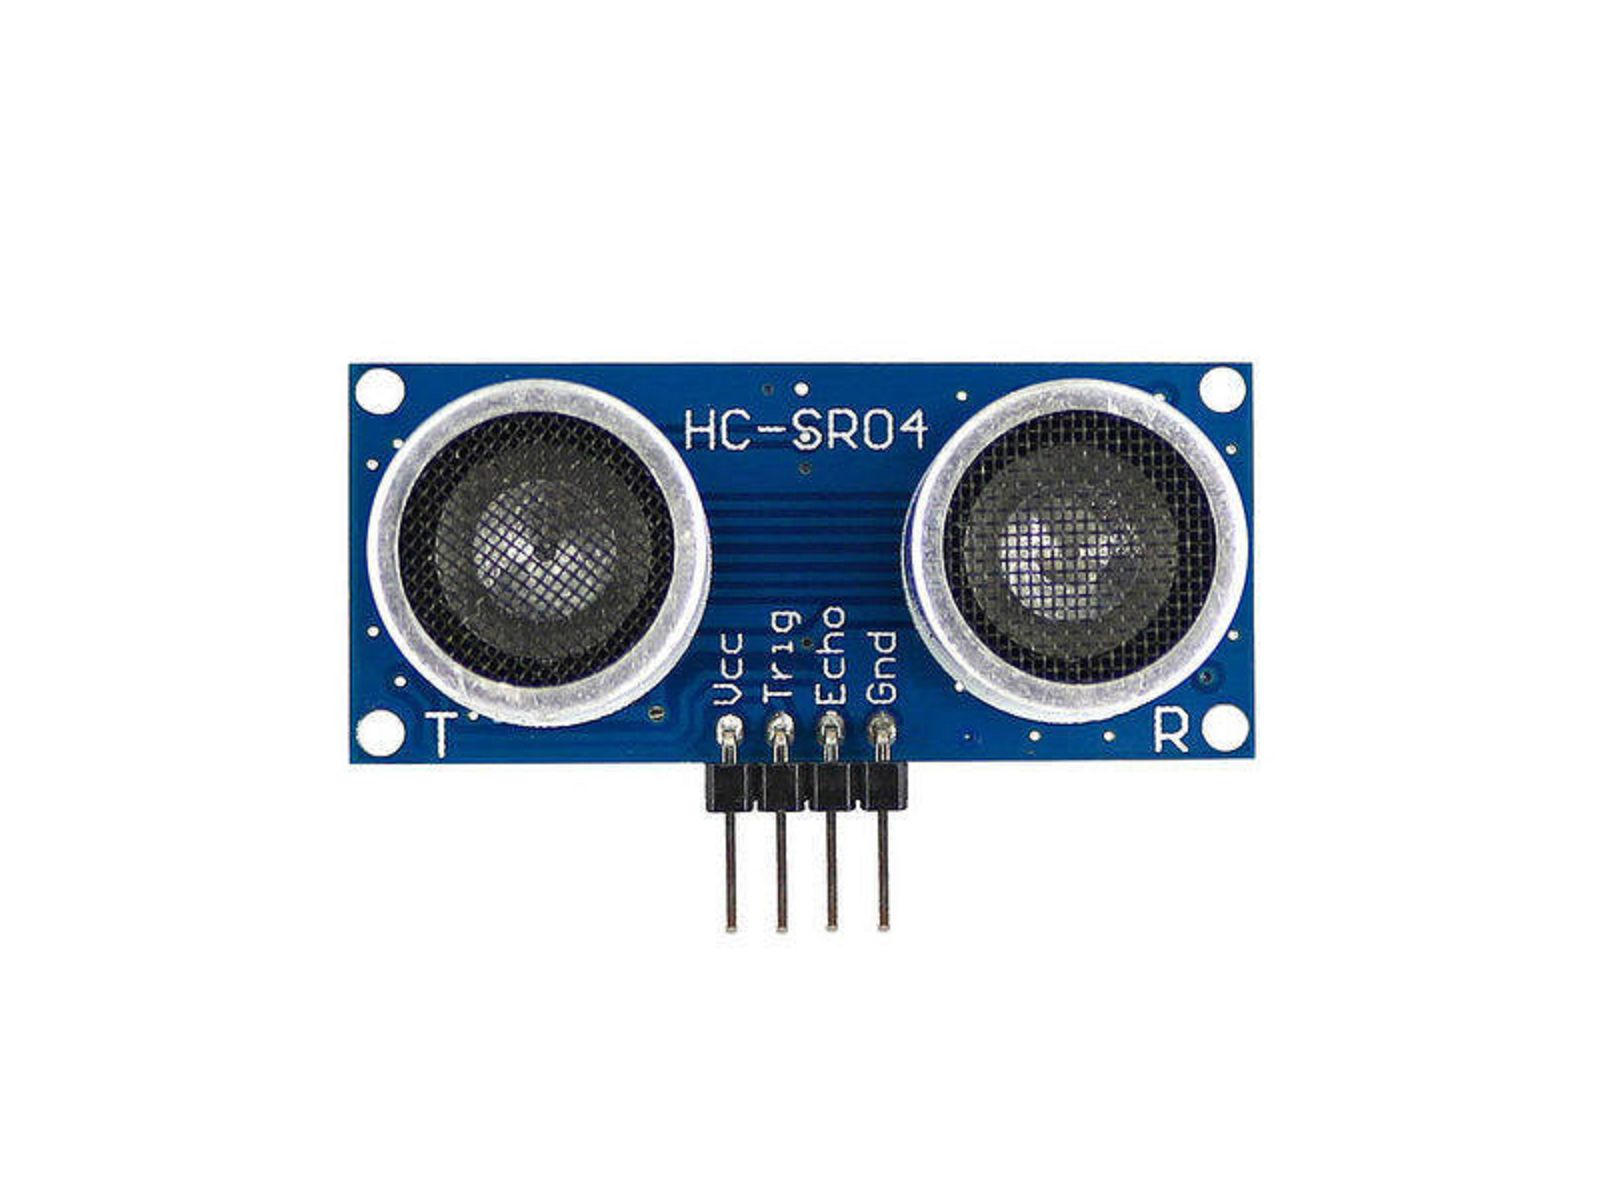 HC-SR04
Vcc
Trig
Echo
Gnd
T
R